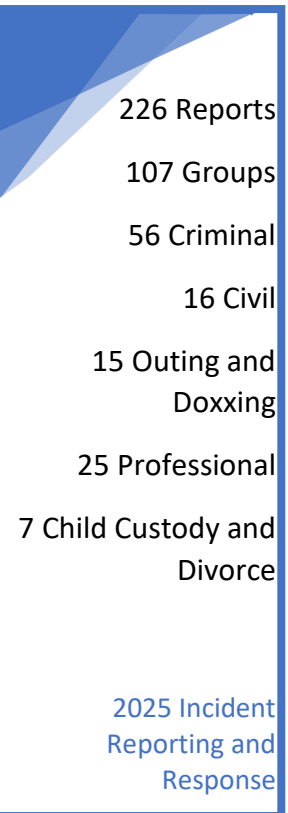 226 Reports
107 Groups
56 Criminal
16 Civil
15 Outing and
Doxxing
25 Professional
7 Child Custody and
Divorce
2025 Incident
Reporting and
Response